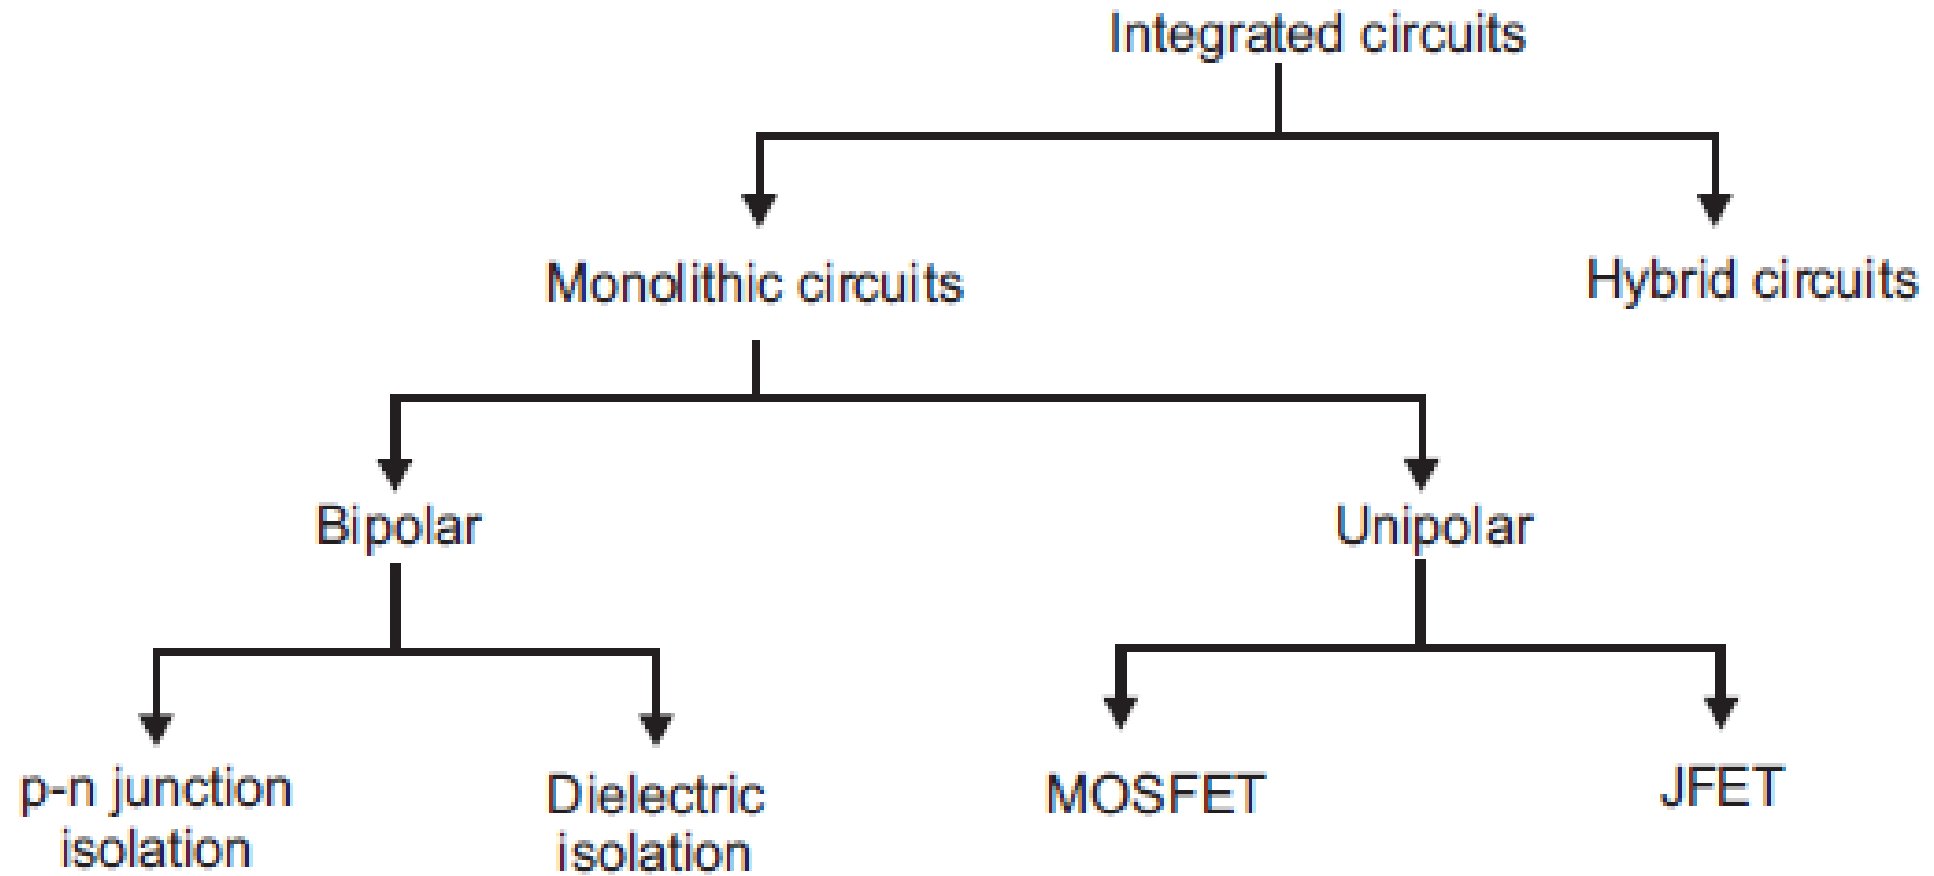 Integrated circuits
Monolithic circuits
Hybrid circuits
Bipolar
Unipolar
p-n junction
isolation
Dielectric
isolation
MOSFET
JFET